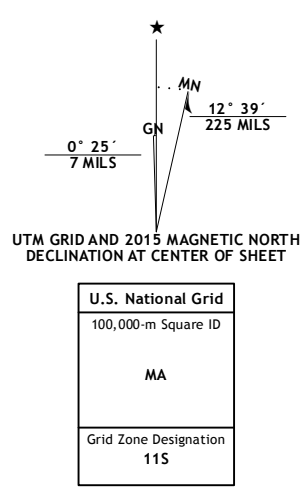 ★
MN
GN
12° 39´
225 MILS
0° 25´
7 MILS
UTM GRID AND 2015 MAGNETIC NORTH
DECLINATION AT CENTER OF SHEET
U.S. National Grid
100,000-m Square ID
MA
Grid Zone Designation
11S